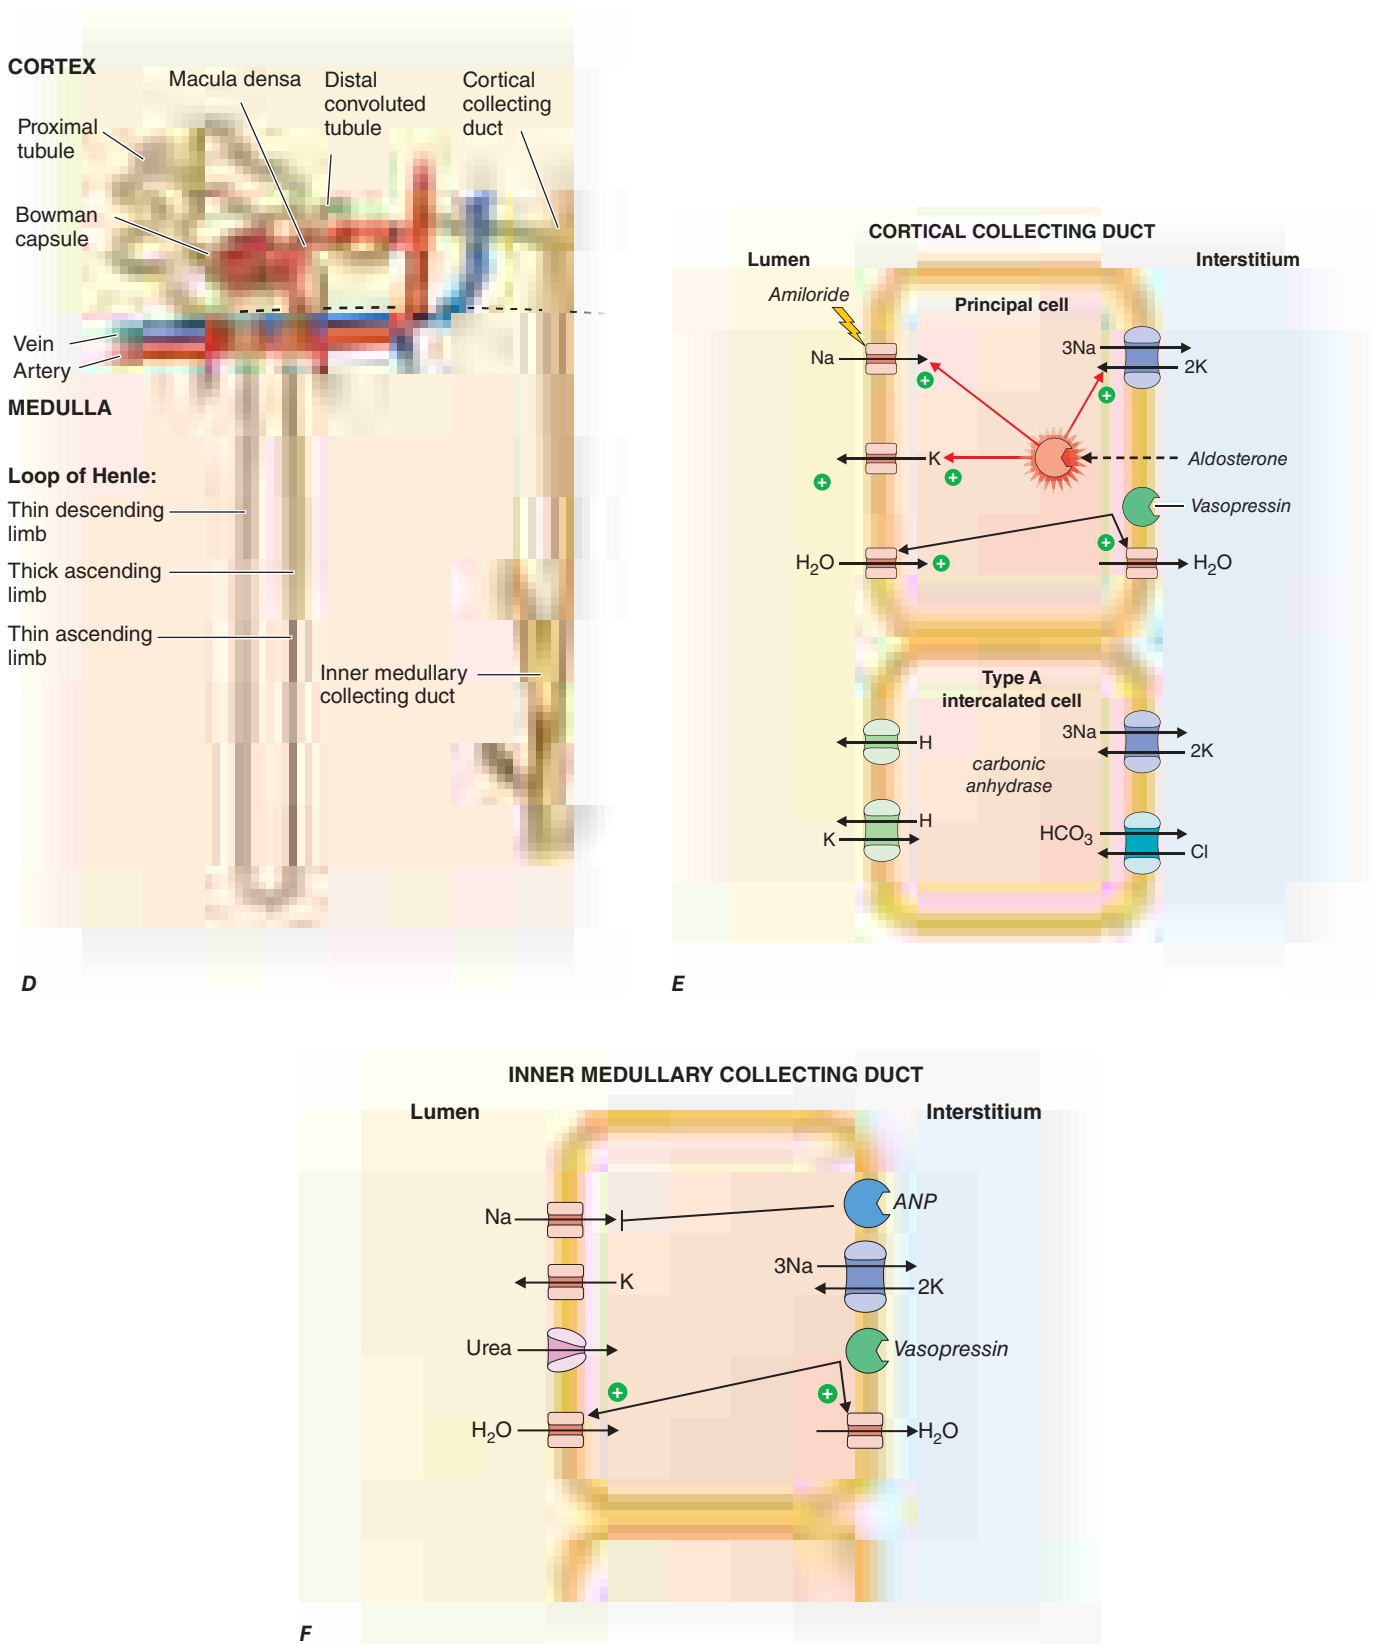 CORTEX
Macula densa
Distal
convoluted
tubule
Cortical
collecting
duct
Proximal
tubule
Bowman
capsule
Vein
Artery
MEDULLA
Loop of Henle:
Thin descending
limb
Thick ascending
limb
Thin ascending
limb
Inner medullary
collecting duct
D
CORTICAL COLLECTING DUCT
Lumen
Interstitium
Amiloride
Principal cell
Na
3Na
2K
+
+
K
Aldosterone
+
+
Vasopressin
+
H₂O
+
H₂O
Type A
intercalated cell
H
3Na
2K
carbonic
anhydrase
H
K
HCO₃
Cl
E
INNER MEDULLARY COLLECTING DUCT
Lumen
Interstitium
ANP
Na
3Na
2K
K
Urea
Vasopressin
+
+
H₂O
H₂O
F